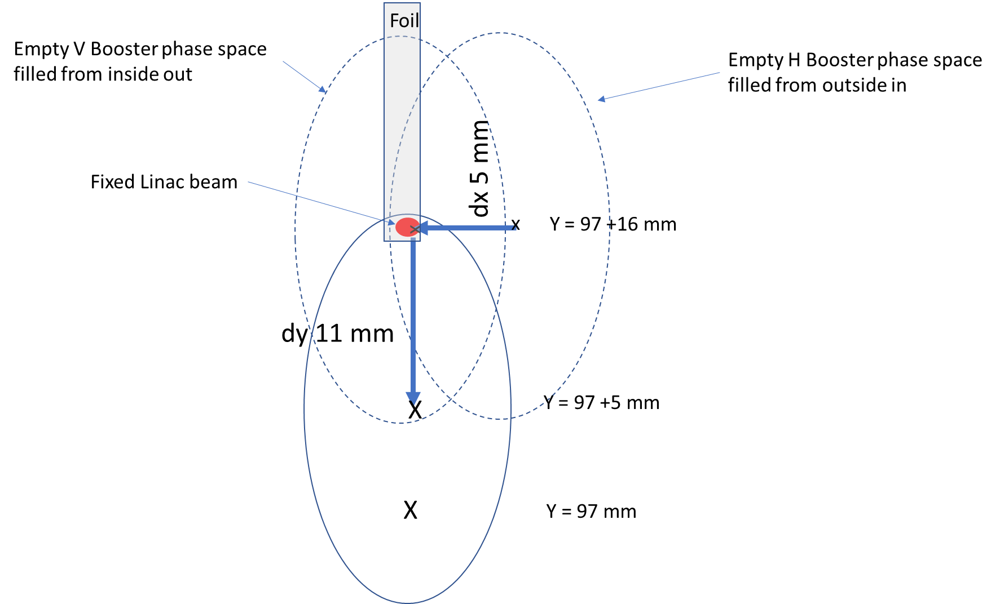 Foil
Empty V Booster phase space
filled from inside out
Empty H Booster phase space
filled from outside in
dx 5 mm
Fixed Linac beam
x
x
Y = 97 +16 mm
dy 11 mm
X
Y = 97 +5 mm
X
Y = 97 mm